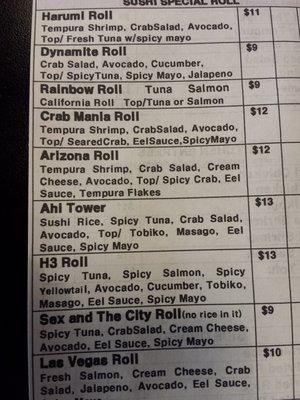 SUSHI SPECIAL ROLL
Harumi Roll $11
Tempura Shrimp, CrabSalad, Avocado,
Top/ Fresh Tuna w/spicy mayo
Dynamite Roll $9
Crab Salad, Avocado, Cucumber,
Top/ SpicyTuna, Spicy Mayo, Jalapeno
Rainbow Roll Tuna Salmon $9
California Roll Top/Tuna or Salmon
Crab Mania Roll $12
Tempura Shrimp, CrabSalad, Avocado,
Top/ SearedCrab, EelSauce,SpicyMayo
Arizona Roll $12
Tempura Shrimp, Crab Salad, Cream
Cheese, Avocado, Top/ Spicy Crab, Eel
Sauce, Tempura Flakes
Ahi Tower $13
Sushi Rice, Spicy Tuna, Crab Salad,
Avocado, Top/ Tobiko, Masago, Eel
Sauce, Spicy Mayo
H3 Roll $13
Spicy Tuna, Spicy Salmon, Spicy
Yellowtail, Avocado, Cucumber, Tobiko,
Masago, Eel Sauce, Spicy Mayo
Sex and The City Roll(no rice in it) $9
Spicy Tuna, CrabSalad, Cream Cheese,
Avocado, Eel Sauce, Spicy Mayo
Las Vegas Roll $10
Fresh Salmon, Cream Cheese, Crab
Salad, Jalapeno, Avocado, Eel Sauce,
Mayo